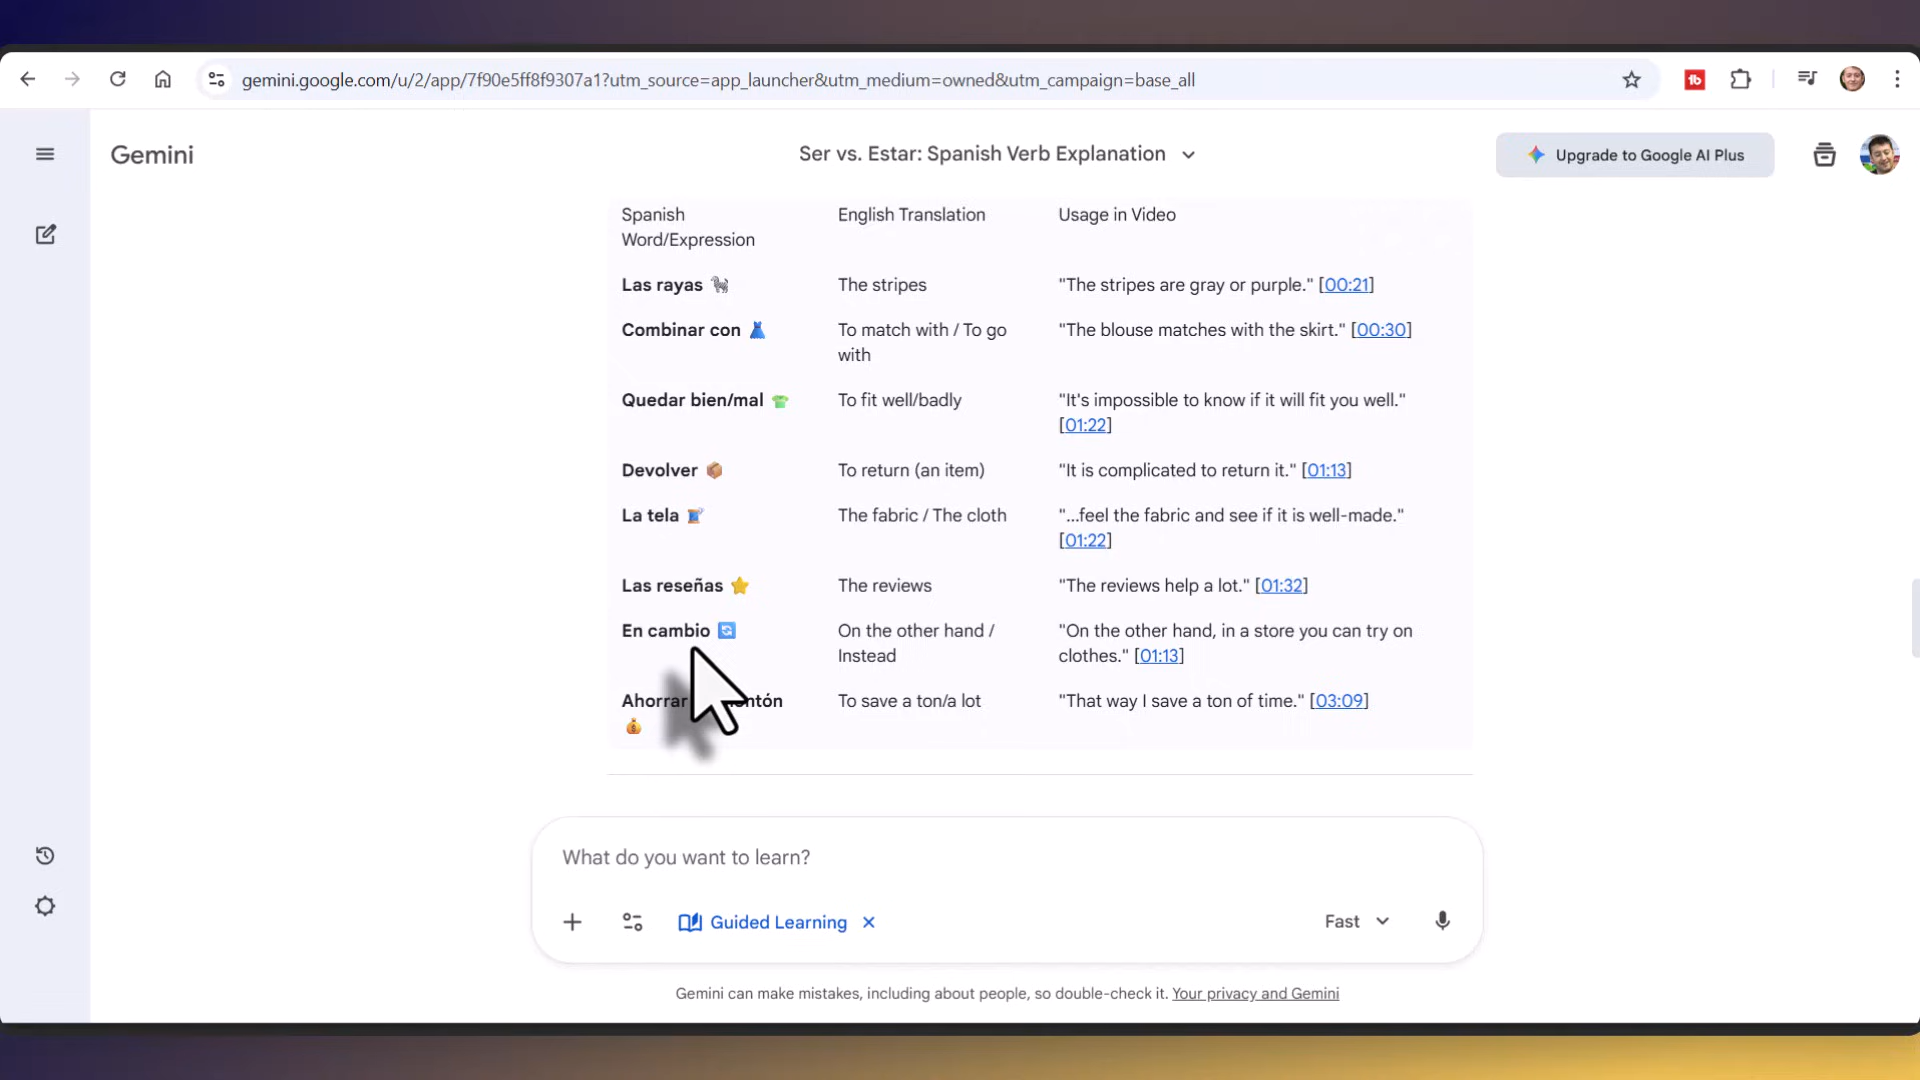 gemini.google.com/u/2/app/7f90e5ff8f9307a1?utm_source=app_launcher&utm_medium=owned&utm_campaign=base_all
Gemini
Ser vs. Estar: Spanish Verb Explanation
Upgrade to Google AI Plus
Spanish Word/Expression
English Translation
Usage in Video
Las rayas
The stripes
"The stripes are gray or purple." [00:21]
Combinar con
To match with / To go with
"The blouse matches with the skirt." [00:30]
Quedar bien/mal
To fit well/badly
"It's impossible to know if it will fit you well." [01:22]
Devolver
To return (an item)
"It is complicated to return it." [01:13]
La tela
The fabric / The cloth
"...feel the fabric and see if it is well-made." [01:22]
Las reseñas
The reviews
"The reviews help a lot." [01:32]
En cambio
On the other hand / Instead
"On the other hand, in a store you can try on clothes." [01:13]
Ahorrar
To save a ton/a lot
"That way I save a ton of time." [03:09]
What do you want to learn?
Guided Learning
Fast
Gemini can make mistakes, including about people, so double-check it. Your privacy and Gemini